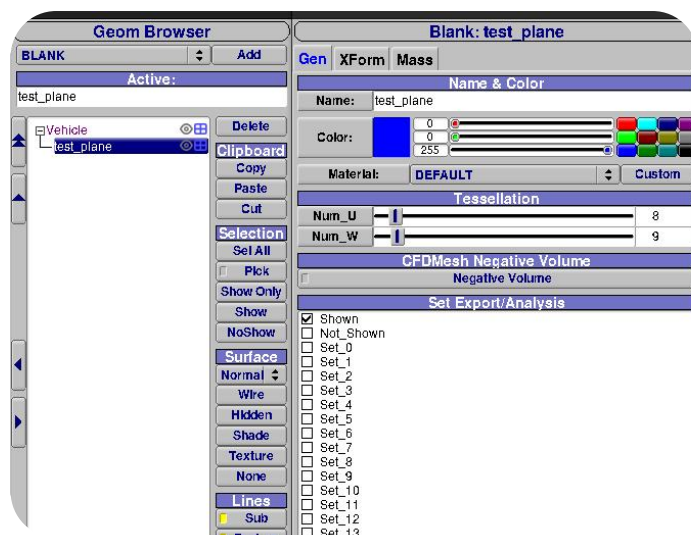 Geom Browser
BLANK
Add
Active:
test_plane
Vehicle
test_plane
Delete
Clipboard
Copy
Paste
Cut
Selection
Sel All
Pick
Show Only
Show
NoShow
Surface
Normal
Wire
Hidden
Shade
Texture
None
Lines
Sub
Blank: test_plane
Gen XForm Mass
Name & Color
Name: test_plane
Color:
0
0
255
Material: DEFAULT Custom
Tessellation
Num_U 8
Num_W 9
CFDMesh Negative Volume
Negative Volume
Set Export/Analysis
Shown
Not_Shown
Set_0
Set_1
Set_2
Set_3
Set_4
Set_5
Set_6
Set_7
Set_8
Set_9
Set_10
Set_11
Set_12
Set_13